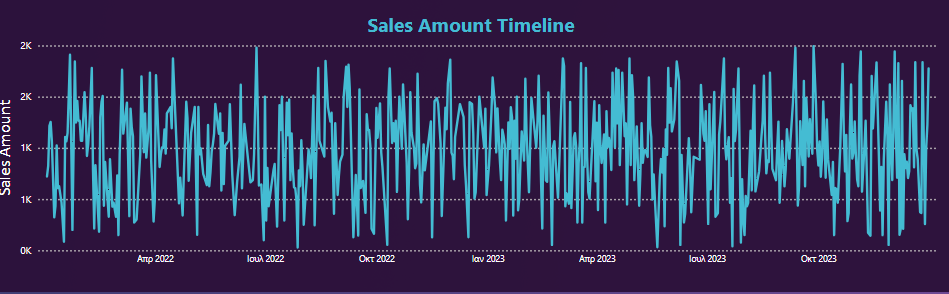 Sales Amount Timeline
2K
2K
1K
1K
0K
Sales Amount
Απρ 2022
Ιουλ 2022
Οκτ 2022
Ιαν 2023
Απρ 2023
Ιουλ 2023
Οκτ 2023